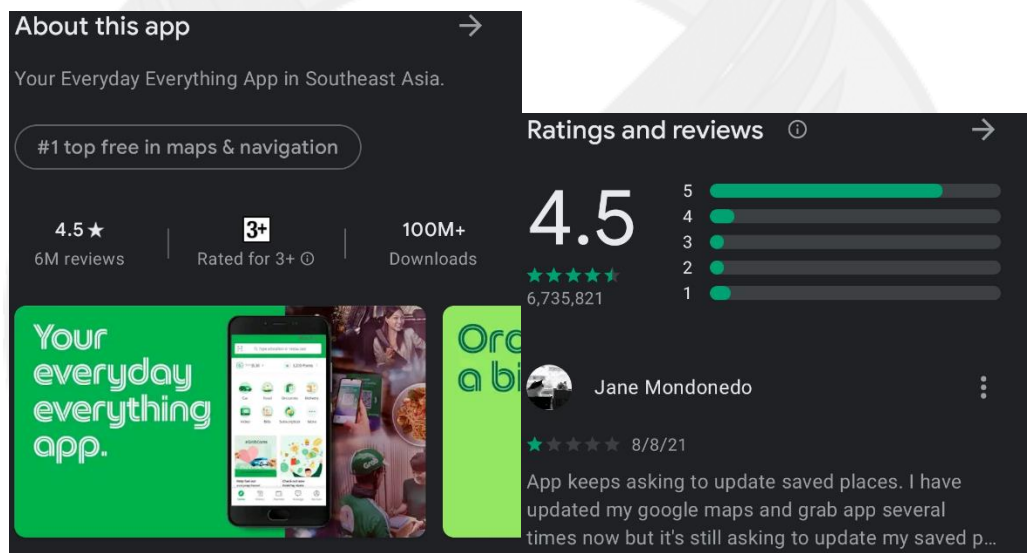 About this app
Your Everyday Everything App in Southeast Asia.
#1 top free in maps & navigation
4.5★
6M reviews
3+
Rated for 3+
100M+
Downloads
Your
everyday
everything
app.
Ord
a bi
Ratings and reviews
4.5
5
4
3
2
1
6,735,821
Jane Mondonedo
8/8/21
App keeps asking to update saved places. I have
updated my google maps and grab app several
times now but it's still asking to update my saved p…